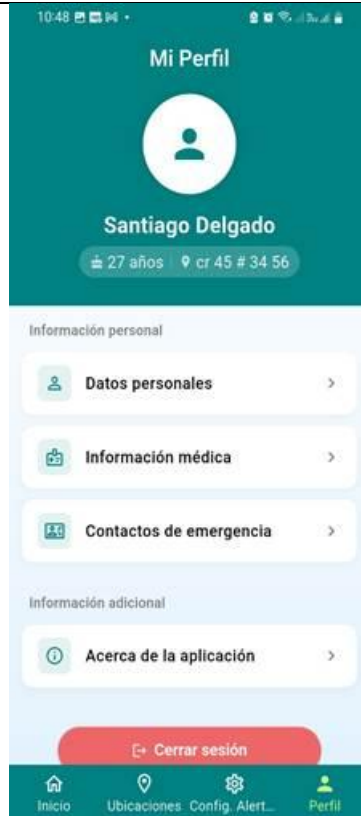 10:48
Mi Perfil
Santiago Delgado
27 años cr 45 # 34 56
Información personal
Datos personales
Información médica
Contactos de emergencia
Información adicional
Acerca de la aplicación
Cerrar sesión
Inicio Ubicaciones Config. Alert... Perfil